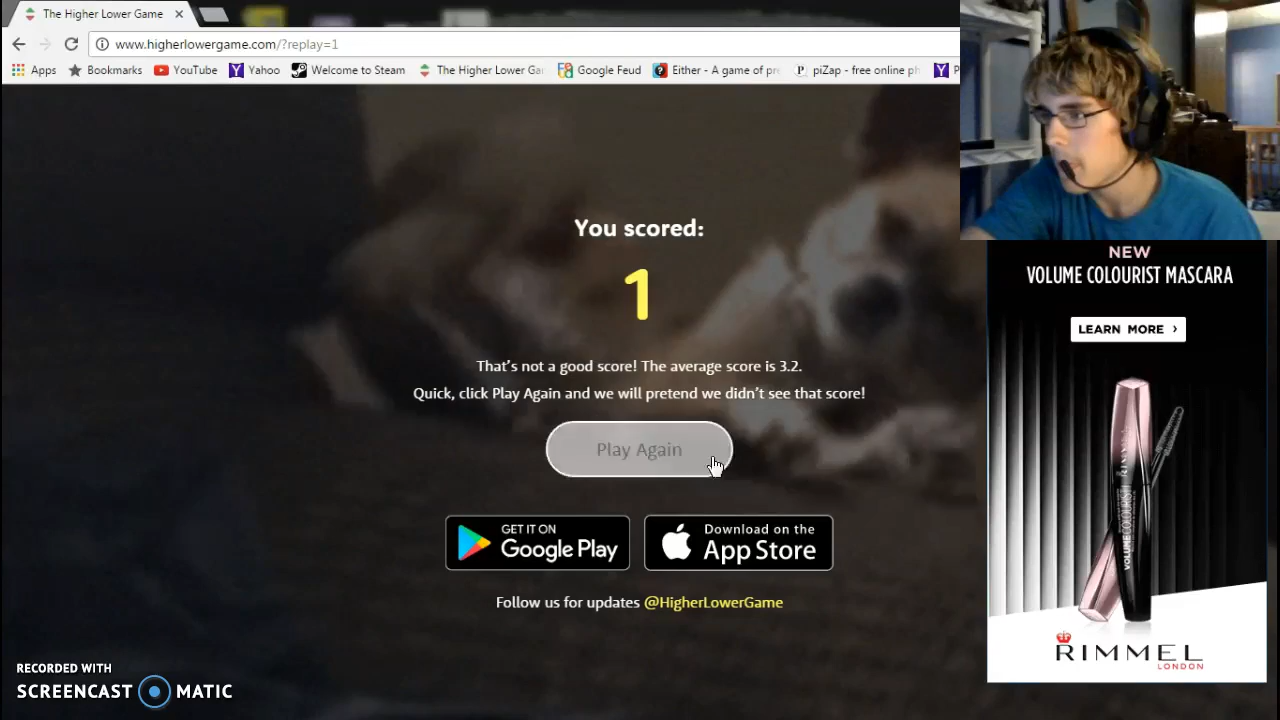 The Higher Lower Game
www.higherlowergame.com/?replay=1
Apps
Bookmarks
YouTube
Yahoo
Welcome to Steam
The Higher Lower Ga
Google Feud
Either - A game of pre
piZap - free online ph
P
You scored:
1
That's not a good score! The average score is 3.2.
Quick, click Play Again and we will pretend we didn't see that score!
Play Again
GET IT ON
Google Play
Download on the
App Store
Follow us for updates @HigherLowerGame
NEW
VOLUME COLOURIST MASCARA
LEARN MORE ›
VOLUME COLOURIST
RIMMEL
RIMMEL
LONDON
RECORDED WITH
SCREENCAST MATIC